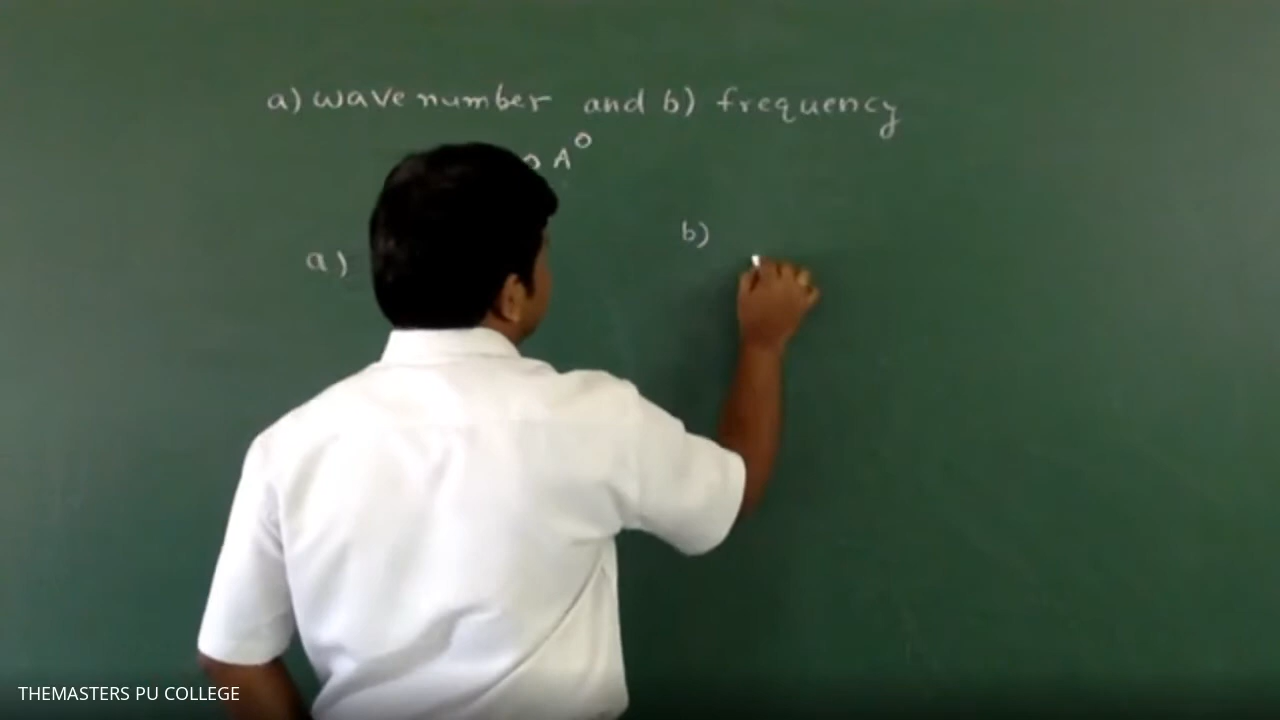 a) wave number and b) frequency
A°
b)
a)
THEMASTERS PU COLLEGE